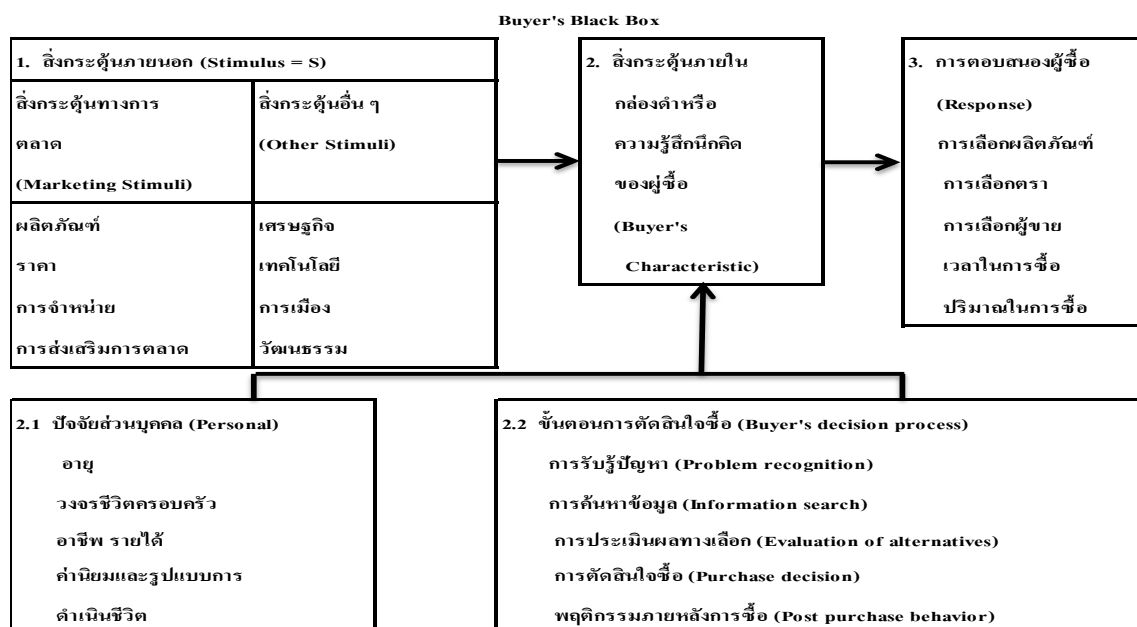 Buyer's Black Box
1. สิ่งกระตุ้นภายนอก (Stimulus = S)
สิ่งกระตุ้นทางการ
ตลาด
(Marketing Stimuli)
สิ่งกระตุ้นอื่น ๆ
(Other Stimuli)
ผลิตภัณฑ์
ราคา
การจำหน่าย
การส่งเสริมการตลาด
เศรษฐกิจ
เทคโนโลยี
การเมือง
วัฒนธรรม
2. สิ่งกระตุ้นภายใน
กล่องดำหรือ
ความรู้สึกนึกคิด
ของผู่ซื้อ
(Buyer's
Characteristic)
3. การตอบสนองผู้ซื้อ
(Response)
การเลือกผลิตภัณฑ์
การเลือกตรา
การเลือกผู้ขาย
เวลาในการซื้อ
ปริมาณในการซื้อ
2.1 ปัจจัยส่วนบุคคล (Personal)
อายุ
วงจรชีวิตครอบครัว
อาชีพ รายได้
ค่านิยมและรูปแบบการ
ดำเนินชีวิต
2.2 ขั้นตอนการตัดสินใจซื้อ (Buyer's decision process)
การรับรู้ปัญหา (Problem recognition)
การค้นหาข้อมูล (Information search)
การประเมินผลทางเลือก (Evaluation of alternatives)
การตัดสินใจซื้อ (Purchase decision)
พฤติกรรมภายหลังการซื้อ (Post purchase behavior)